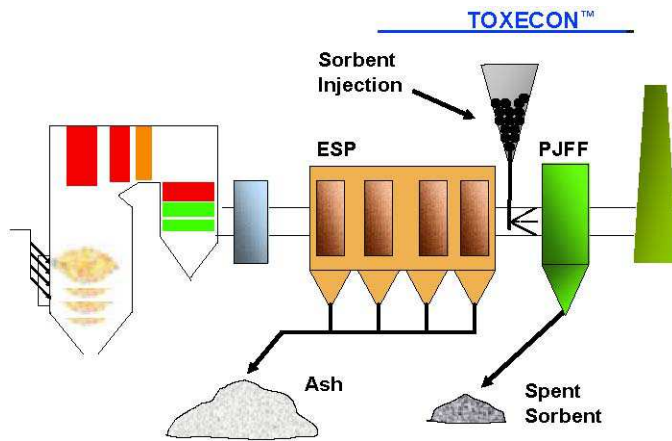 TOXECON™
Sorbent
Injection
ESP
PJFF
Ash
Spent
Sorbent